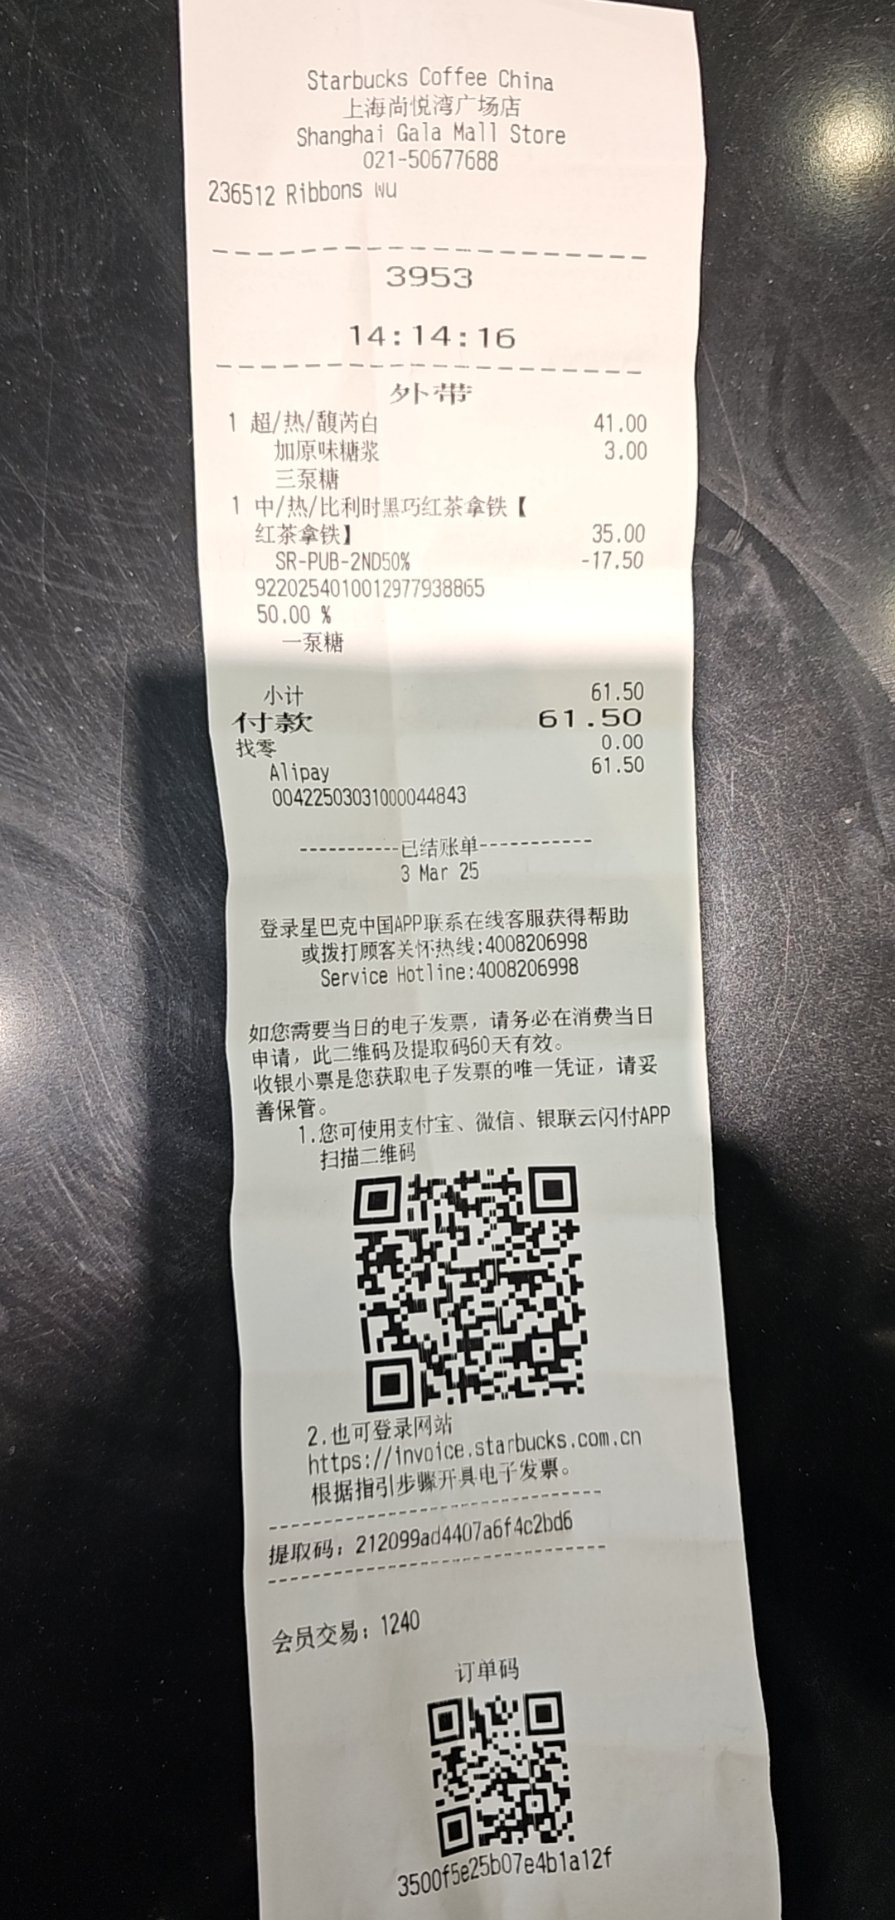 Starbucks Coffee China
上海尚悦湾广场店
Shanghai Gala Mall Store
021-50677688
236512 Ribbons Wu
3953
14:14:16
外带
1 超/热/馥芮白 41.00
加原味糖浆 3.00
三泵糖
1 中/热/比利时黑巧红茶拿铁【
红茶拿铁】 35.00
SR-PUB-2ND50% -17.50
9220254010012977938865
50.00 %
一泵糖
小计 61.50
付款 61.50
找零 0.00
Alipay 61.50
00422503031000044843
-----------已结账单-----------
3 Mar 25
登录星巴克中国APP联系在线客服获得帮助
或拨打顾客关怀热线:4008206998
Service Hotline:4008206998
如您需要当日的电子发票，请务必在消费当日
申请，此二维码及提取码60天有效。
收银小票是您获取电子发票的唯一凭证，请妥
善保管。
1.您可使用支付宝、微信、银联云闪付APP
扫描二维码
2.也可登录网站
https://invoice.starbucks.com.cn
根据指引步骤开具电子发票。
提取码：212099ad4407a6f4c2bd6
会员交易：1240
订单码
3500f5e25b07e4b1a12f